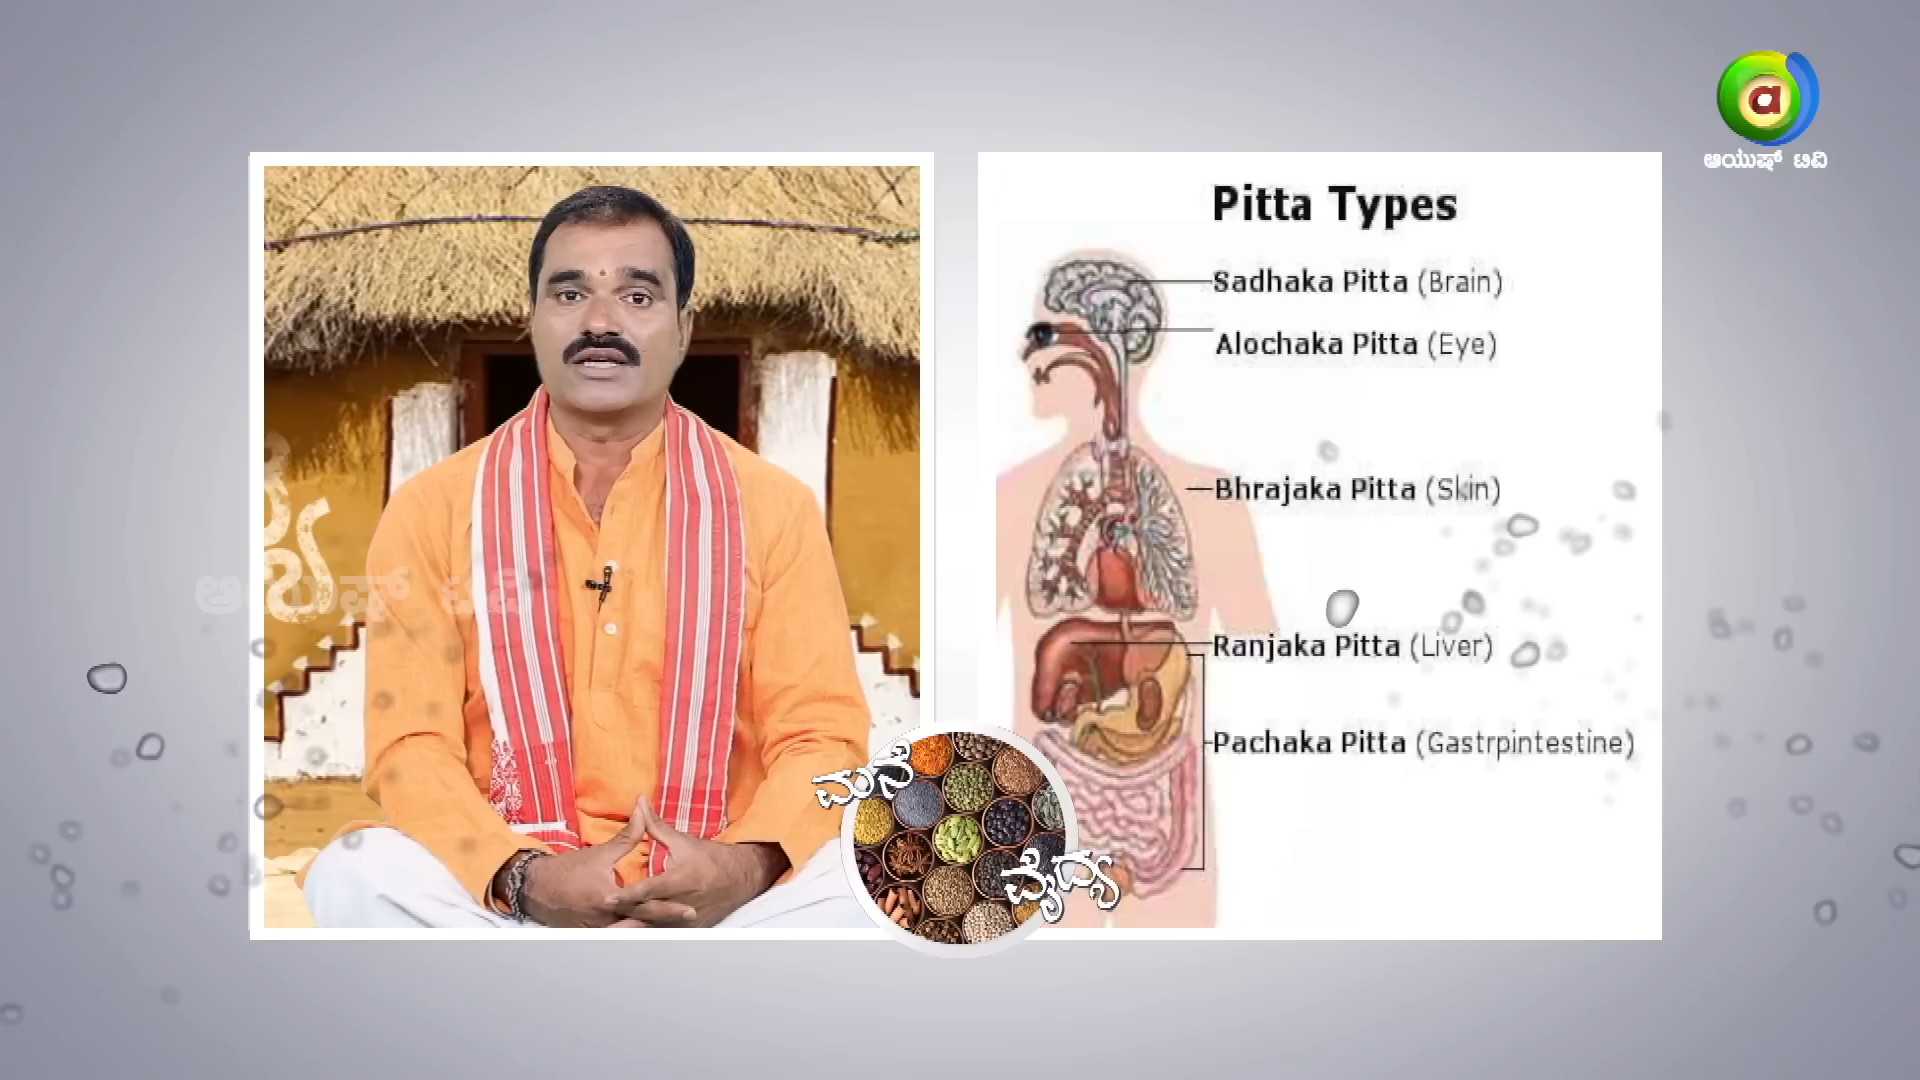 ಆಯುಷ್ ಟಿವಿ
Pitta Types
Sadhaka Pitta (Brain)
Alochaka Pitta (Eye)
Bhrajaka Pitta (Skin)
Ranjaka Pitta (Liver)
Pachaka Pitta (Gastrpintestine)
ಮನೆ
ವೈದ್ಯ
ಆಯುಷ್ ಟಿವಿ